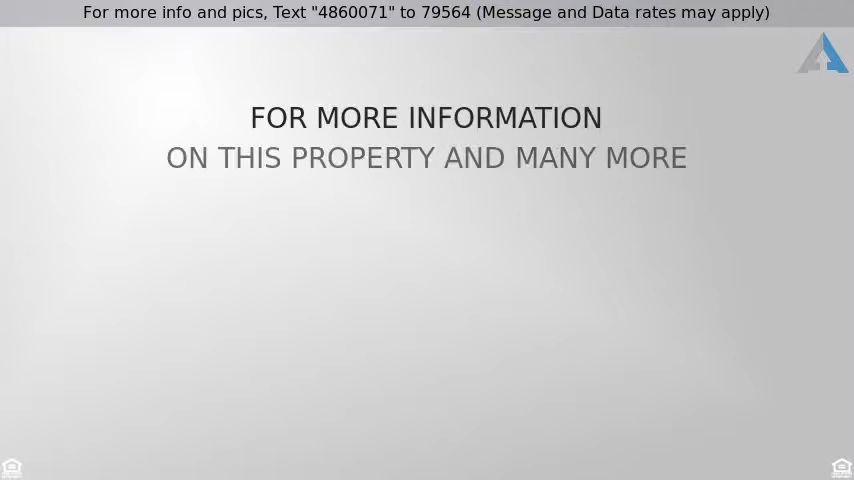 For more info and pics, Text "4860071" to 79564 (Message and Data rates may apply)
FOR MORE INFORMATION
ON THIS PROPERTY AND MANY MORE